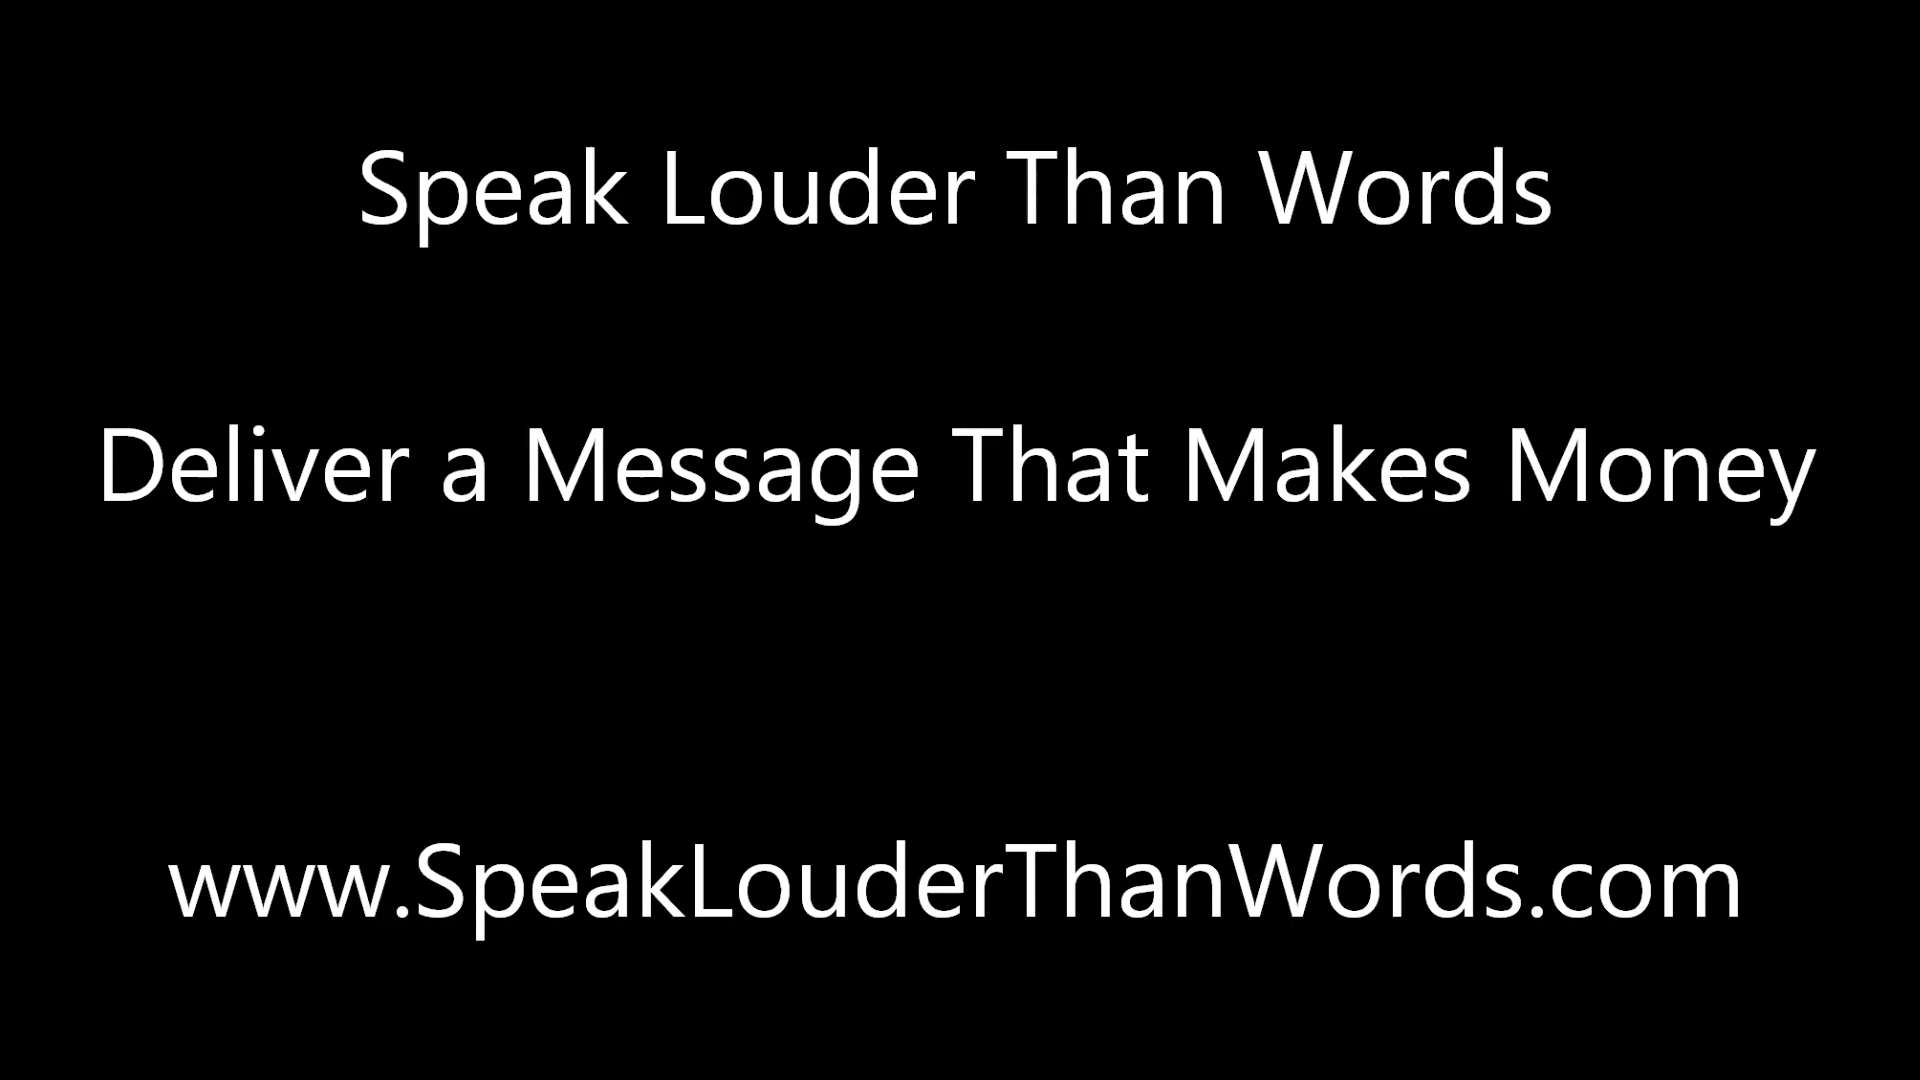 Speak Louder Than Words
Deliver a Message That Makes Money
www.SpeakLouderThanWords.com